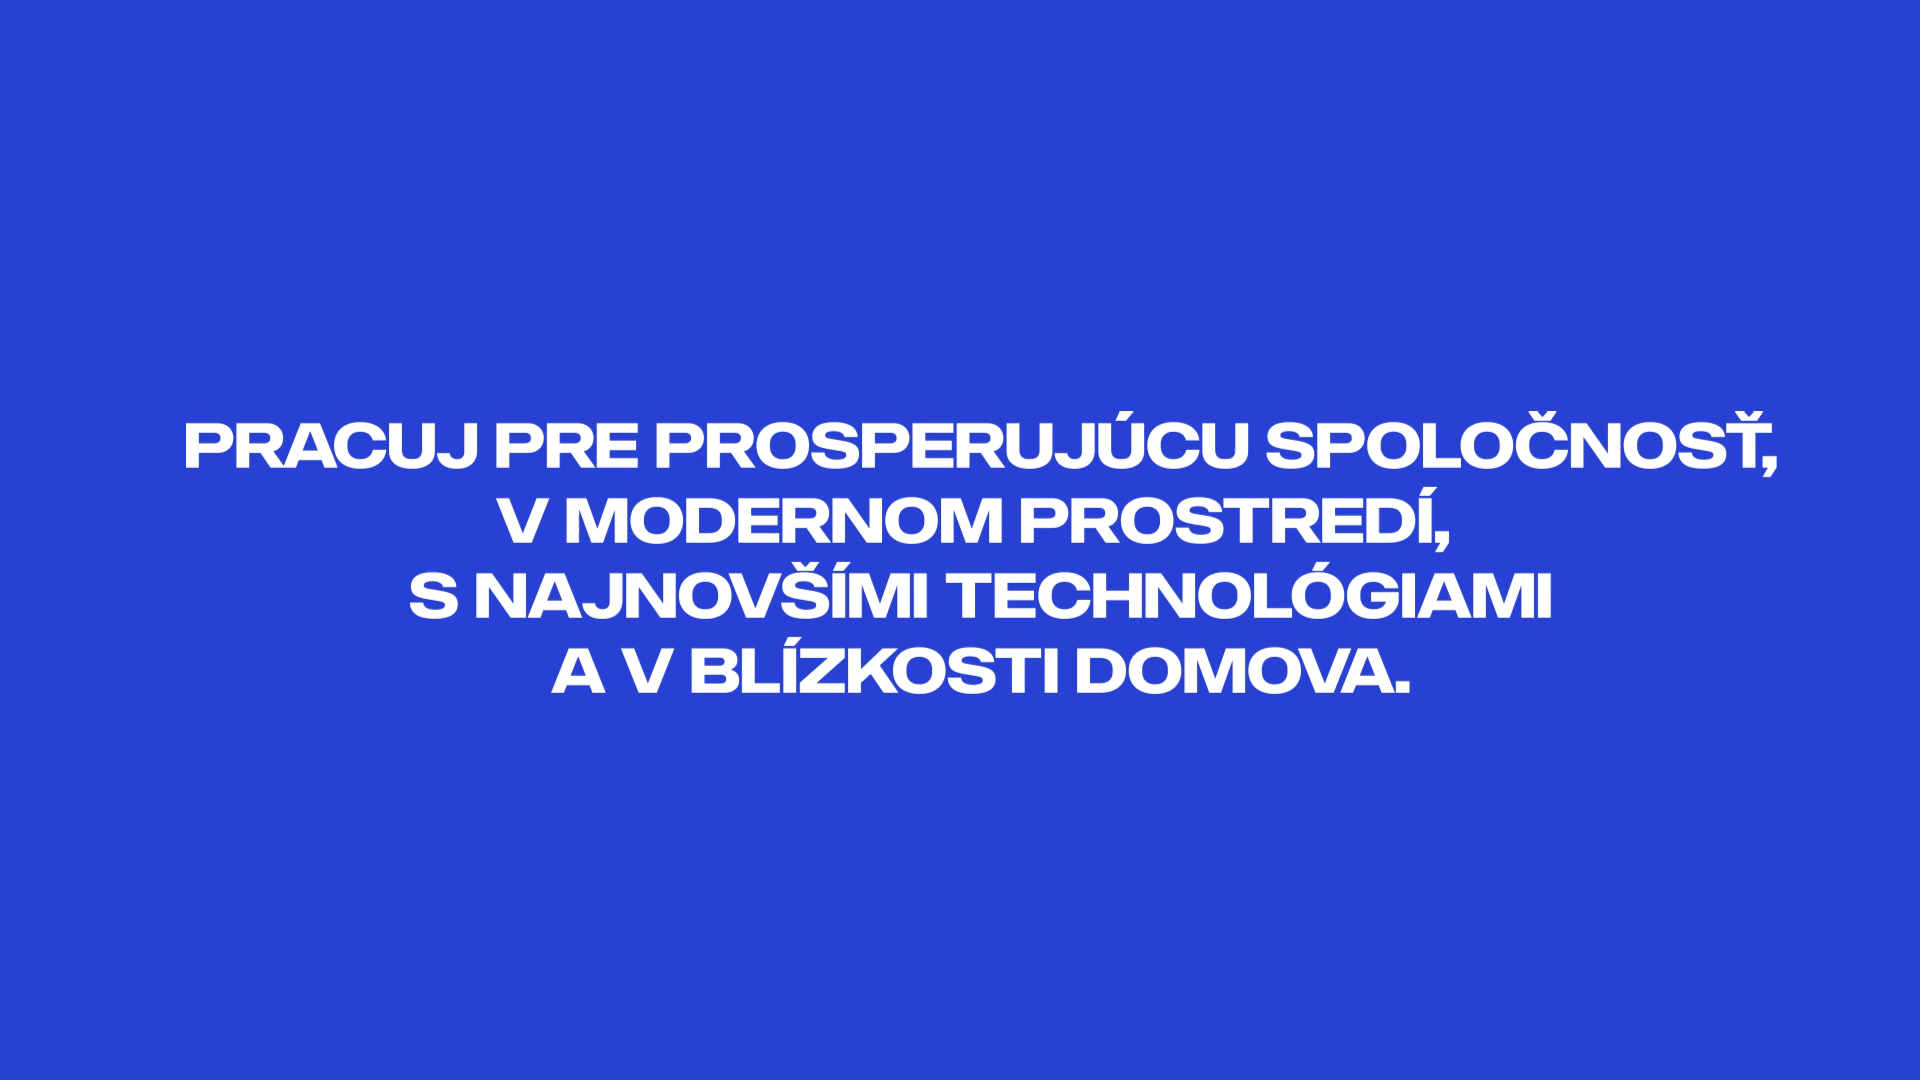 PRACUJ PRE PROSPERUJÚCU SPOLOČNOSŤ,
V MODERNOM PROSTREDÍ,
S NAJNOVŠÍMI TECHNOLÓGIAMI
A V BLÍZKOSTI DOMOVA.